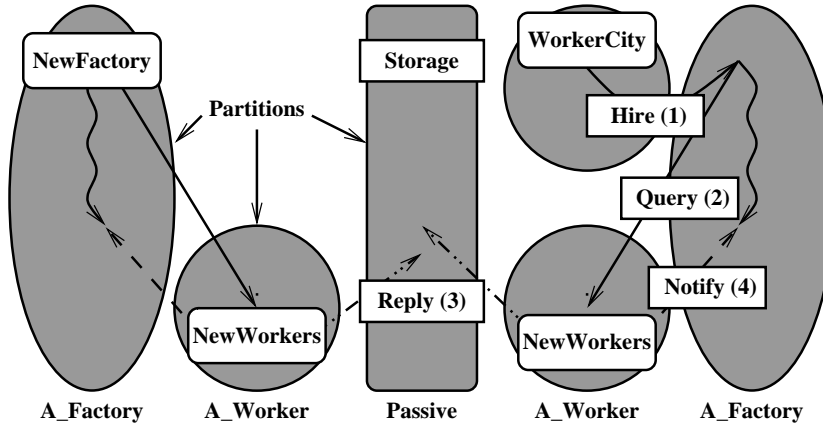 NewFactory
Storage
WorkerCity
Partitions
Hire (1)
Query (2)
Reply (3)
Notify (4)
NewWorkers
NewWorkers
A_Factory
A_Worker
Passive
A_Worker
A_Factory